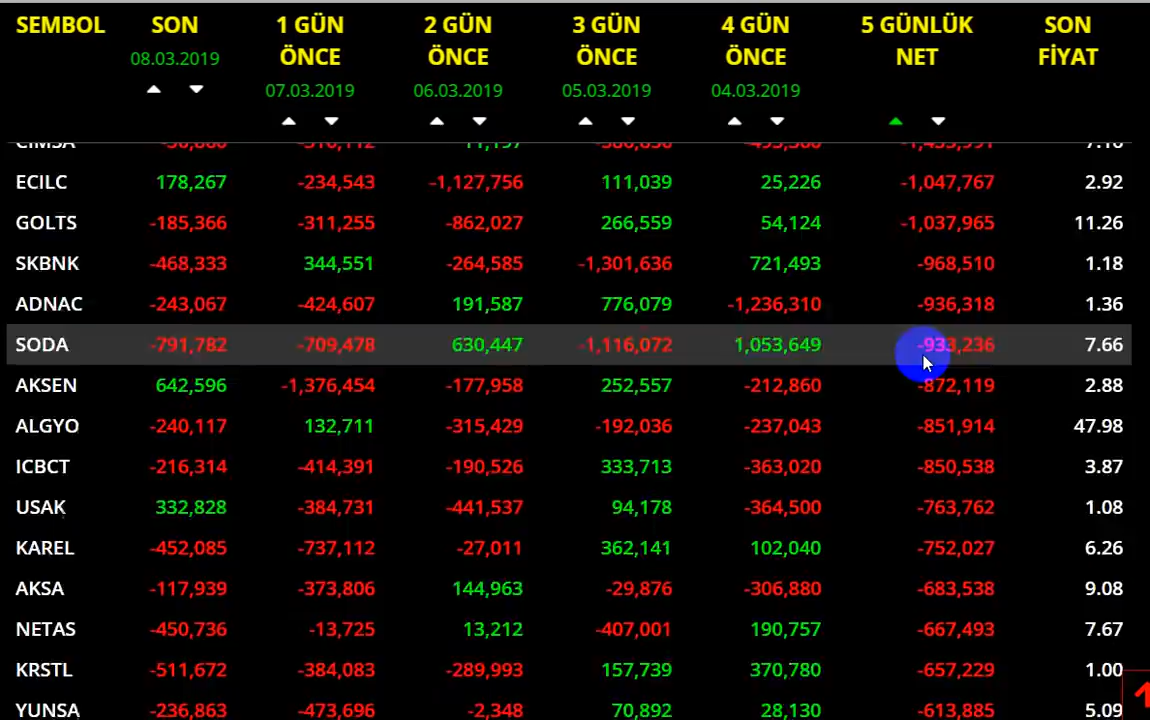 SEMBOL SON 1 GÜN 2 GÜN 3 GÜN 4 GÜN 5 GÜNLÜK SON
08.03.2019 ÖNCE ÖNCE ÖNCE ÖNCE NET FİYAT
07.03.2019 06.03.2019 05.03.2019 04.03.2019
ECILC 178,267 -234,543 -1,127,756 111,039 25,226 -1,047,767 2.92
GOLTS -185,366 -311,255 -862,027 266,559 54,124 -1,037,965 11.26
SKBNK -468,333 344,551 -264,585 -1,301,636 721,493 -968,510 1.18
ADNAC -243,067 -424,607 191,587 776,079 -1,236,310 -936,318 1.36
SODA -791,782 -709,478 630,447 -1,116,072 1,053,649 -933,236 7.66
AKSEN 642,596 -1,376,454 -177,958 252,557 -212,860 -872,119 2.88
ALGYO -240,117 132,711 -315,429 -192,036 -237,043 -851,914 47.98
ICBCT -216,314 -414,391 -190,526 333,713 -363,020 -850,538 3.87
USAK 332,828 -384,731 -441,537 94,178 -364,500 -763,762 1.08
KAREL -452,085 -737,112 -27,011 362,141 102,040 -752,027 6.26
AKSA -117,939 -373,806 144,963 -29,876 -306,880 -683,538 9.08
NETAS -450,736 -13,725 13,212 -407,001 190,757 -667,493 7.67
KRSTL -511,672 -384,083 -289,993 157,739 370,780 -657,229 1.00
YUNSA -236,863 -473,696 -2,348 70,892 28,130 -613,885 5.09